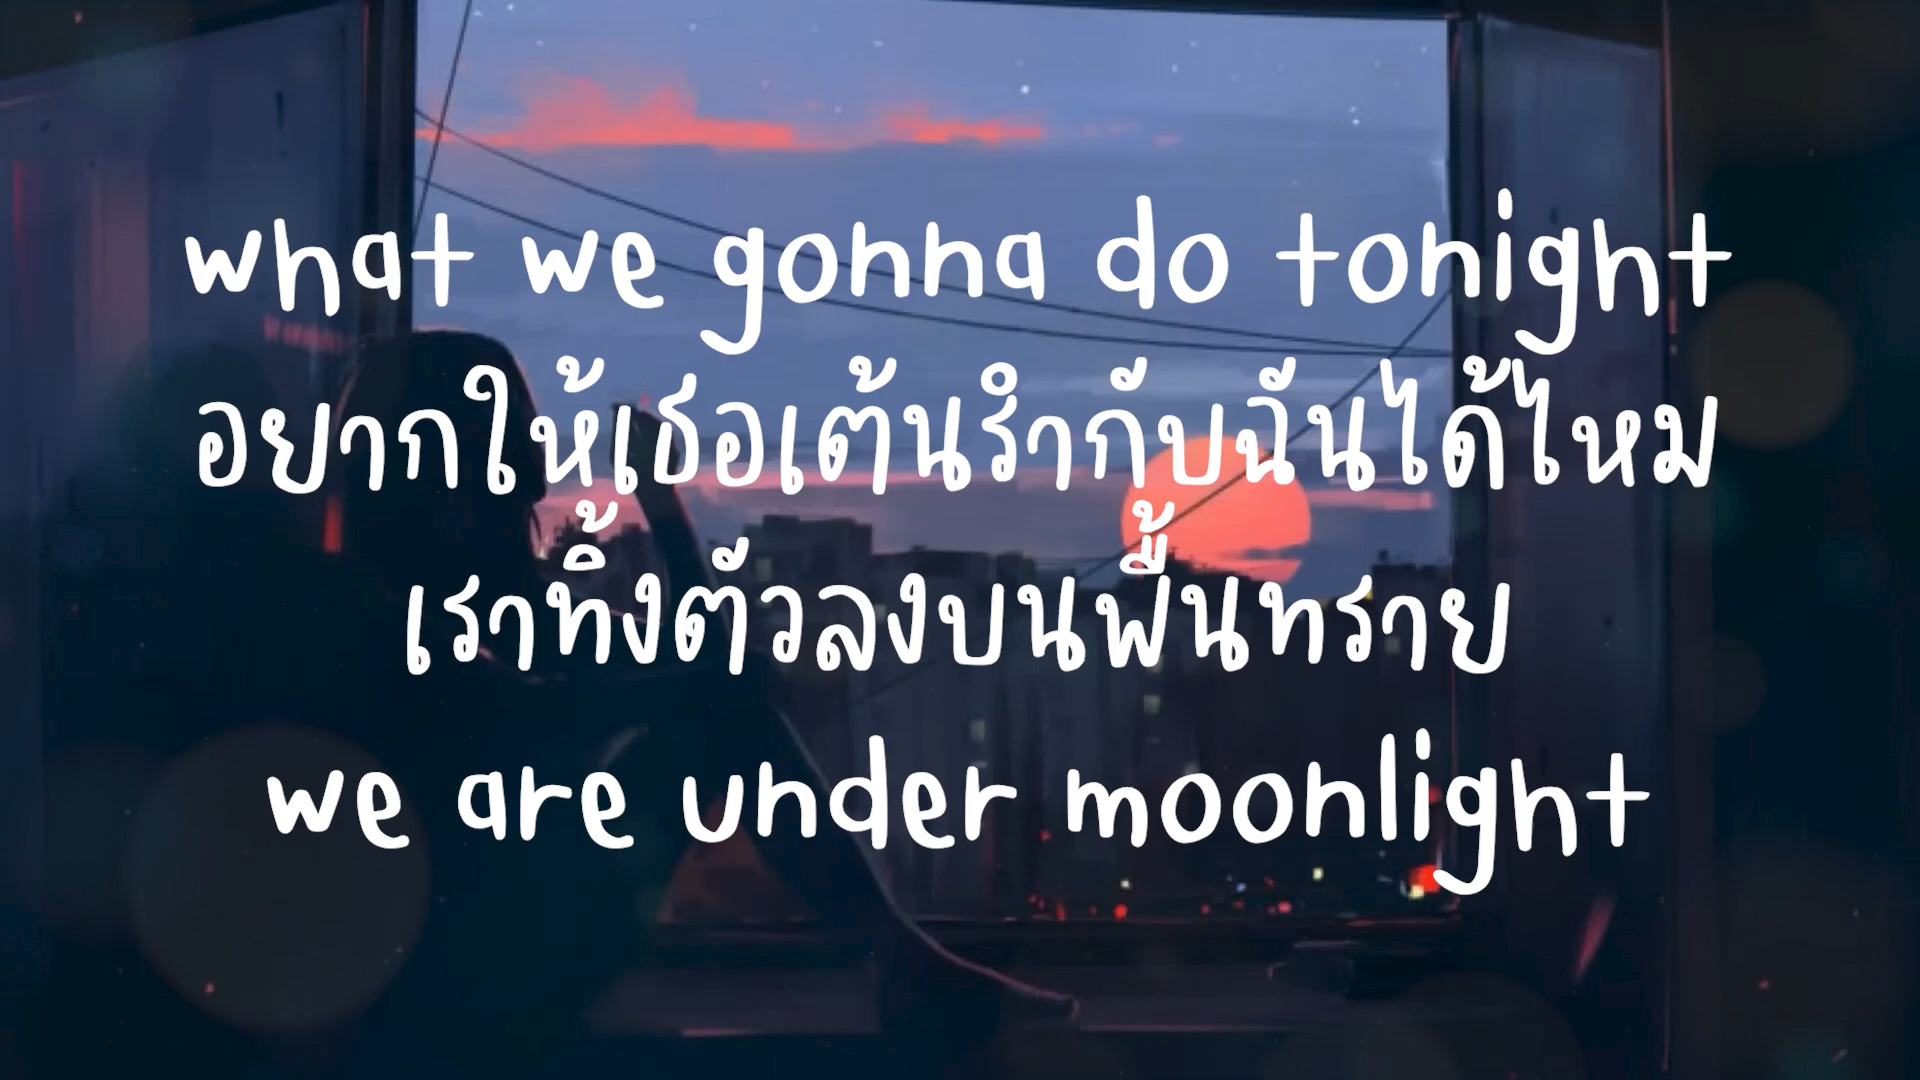 what we gonna do tonight
อยากให้เธอเต้นรำกับฉันได้ไหม
เราทิ้งตัวลงบนพื้นทราย
we are under moonlight